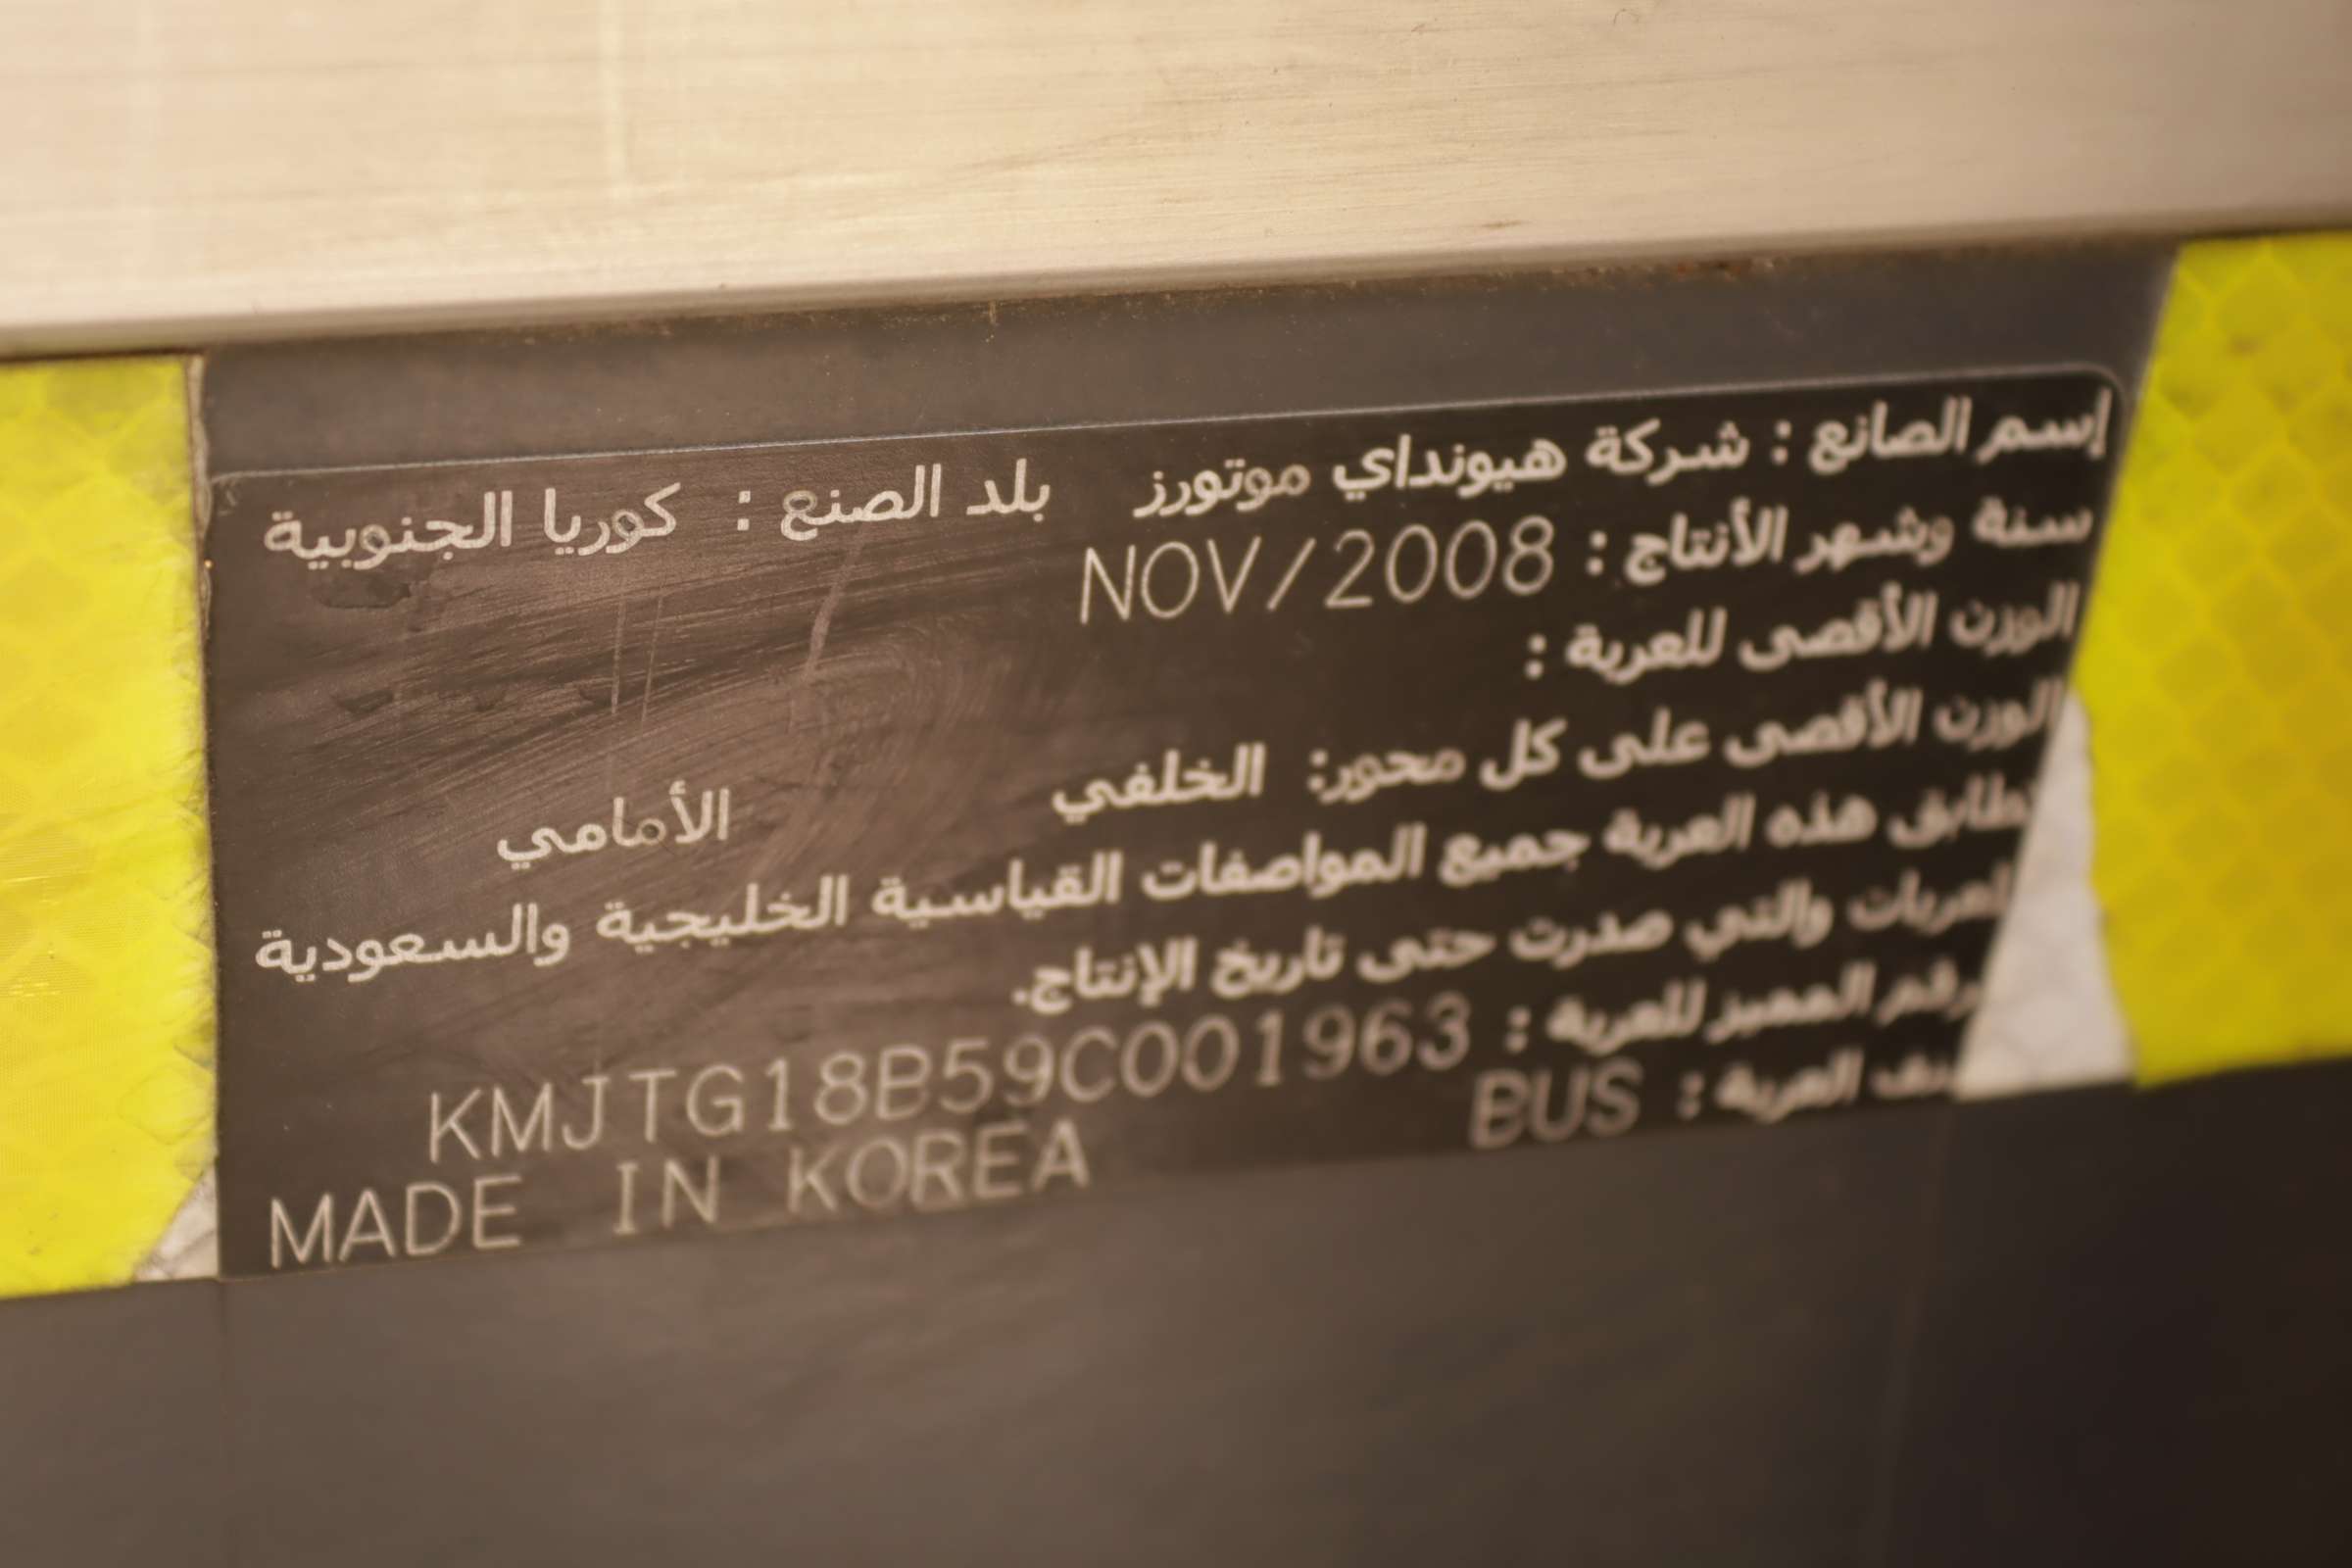 إسم الصانع : شركة هيونداي موتورز بلد الصنع : كوريا الجنوبية
سنة وشهر الأنتاج : NOV/2008
الوزن الأقصى للعربة :
الوزن الأقصى على كل محور: الخلفي الأمامي
تطابق هذه العربة جميع المواصفات القياسية الخليجية والسعودية
للعربات والتي صدرت حتى تاريخ الإنتاج.
المميز للعربة : KMJTG18B59C001963
العربة : BUS MADE IN KOREA